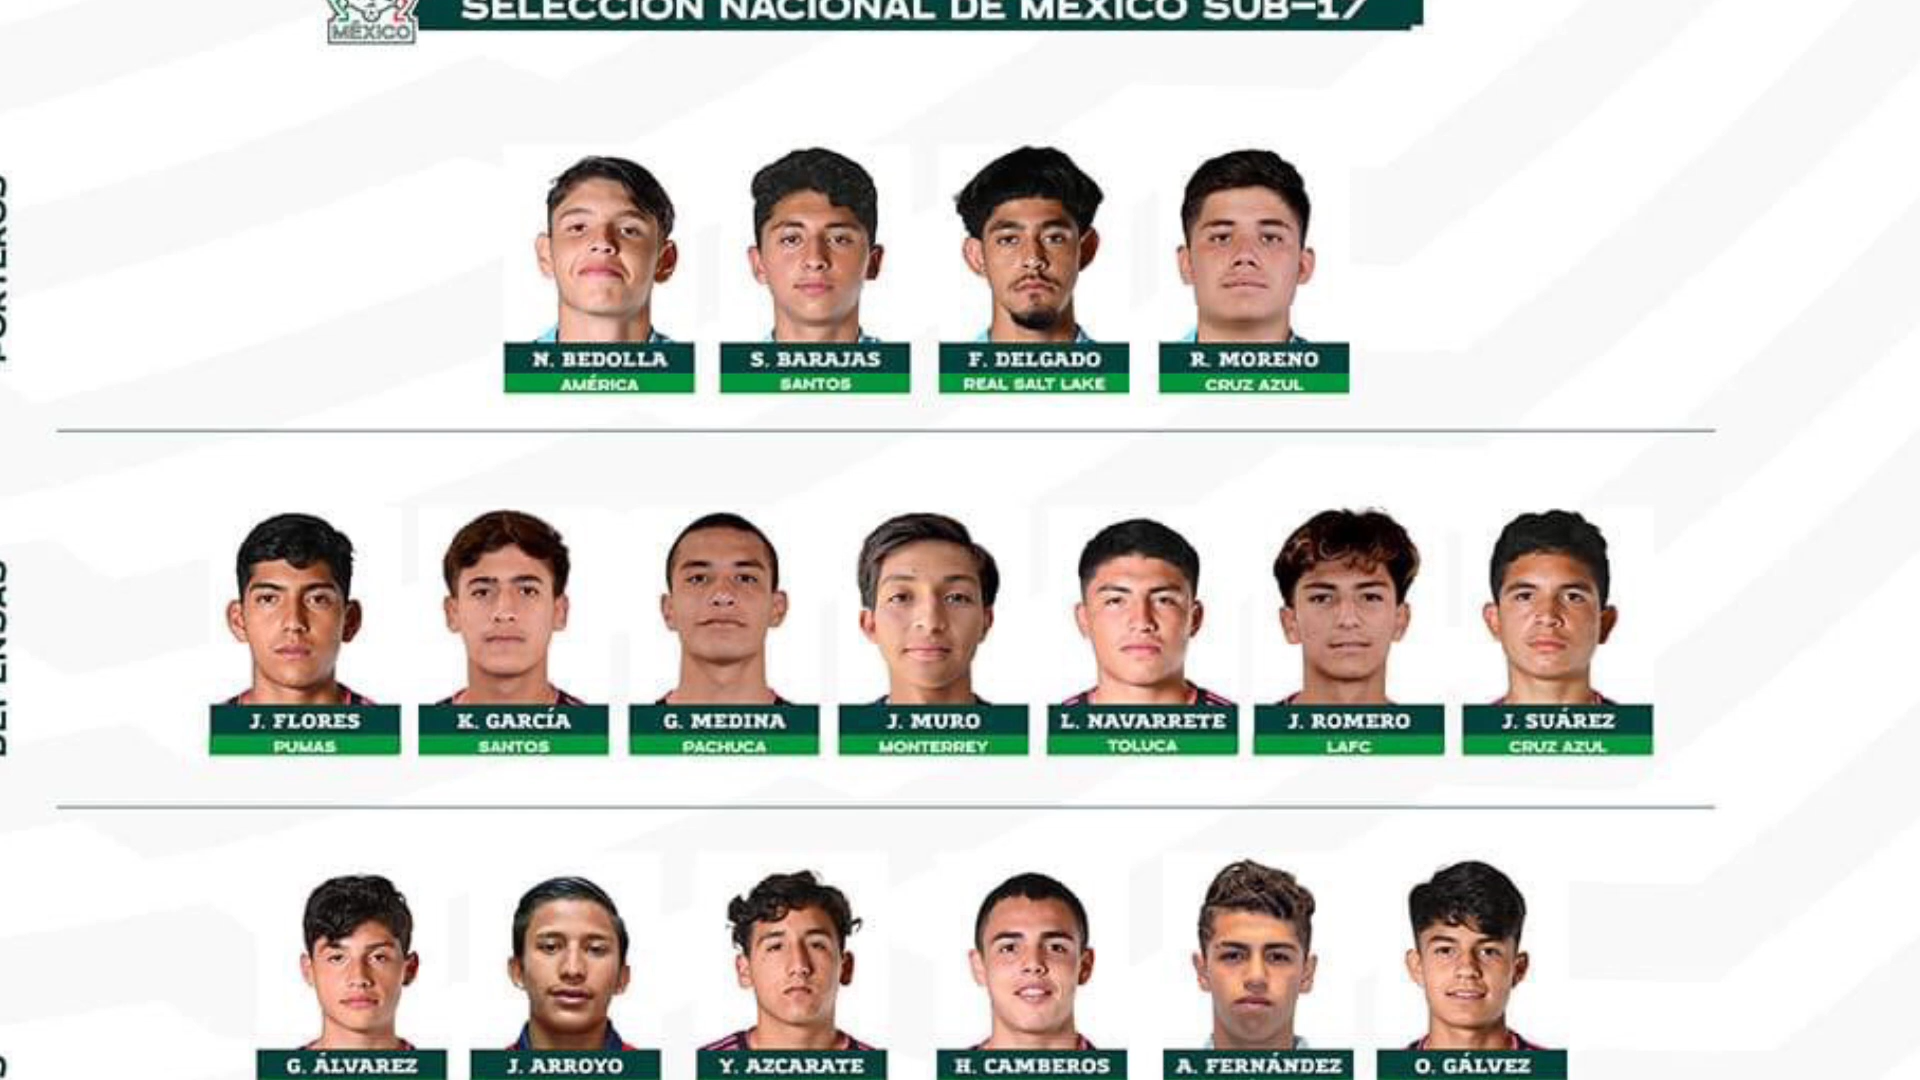 SELECCIÓN NACIONAL DE MÉXICO SUB-17
MÉXICO
PORTEROS
N. BEDOLLA
AMÉRICA
S. BARAJAS
SANTOS
F. DELGADO
REAL SALT LAKE
R. MORENO
CRUZ AZUL
DEFENSAS
J. FLORES
PUMAS
K. GARCÍA
SANTOS
G. MEDINA
PACHUCA
J. MURO
MONTERREY
L. NAVARRETE
TOLUCA
J. ROMERO
LAFC
J. SUÁREZ
CRUZ AZUL
G. ÁLVAREZ
J. ARROYO
Y. AZCARATE
H. CAMBEROS
A. FERNÁNDEZ
O. GÁLVEZ